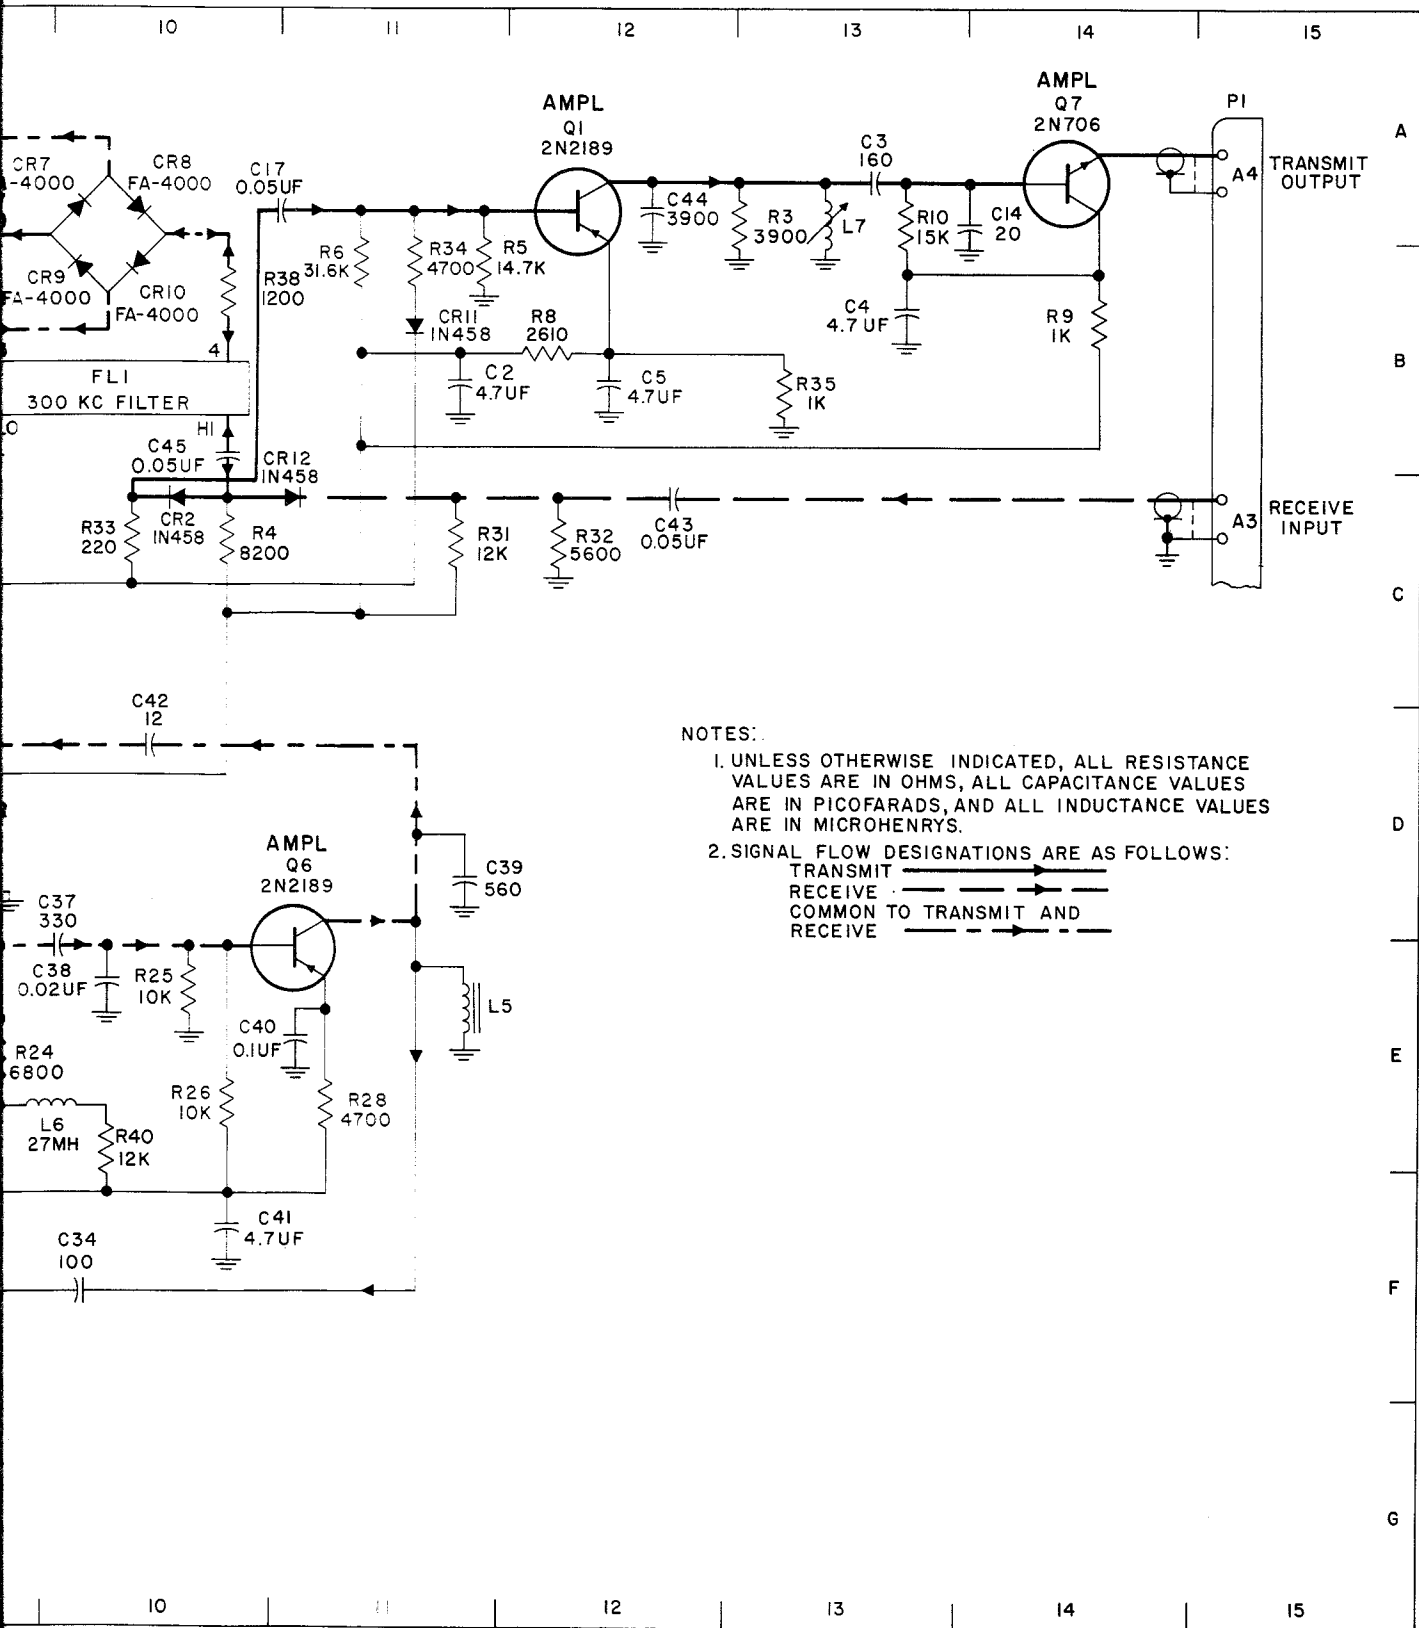 10 11 12 13 14 15
AMPL
Q1
2N2189
AMPL
Q7
2N706
P1
A
CR7
-4000
CR8
FA-4000
C17
0.05UF
C44
3900
R3
3900
L7
C3
160
R10
15K
C14
20
A4
TRANSMIT
OUTPUT
R6
31.6K
R34
4700
R5
14.7K
CR9
FA-4000
CR10
FA-4000
R38
1200
CR11
1N458
R8
2610
C4
4.7UF
R9
1K
B
4
FL1
300 KC FILTER
C2
4.7UF
C5
4.7UF
R35
1K
HI
C45
0.05UF
CR12
1N458
R33
220
CR2
1N458
R4
8200
R31
12K
R32
5600
C43
0.05UF
A3
RECEIVE
INPUT
C
C42
12
NOTES:
1. UNLESS OTHERWISE INDICATED, ALL RESISTANCE
VALUES ARE IN OHMS, ALL CAPACITANCE VALUES
ARE IN PICOFARADS, AND ALL INDUCTANCE VALUES
ARE IN MICROHENRYS.
2. SIGNAL FLOW DESIGNATIONS ARE AS FOLLOWS:
TRANSMIT
RECEIVE
COMMON TO TRANSMIT AND
RECEIVE
D
AMPL
Q6
2N2189
C39
560
C37
330
C38
0.02UF
R25
10K
L5
C40
0.1UF
E
R24
6800
R26
10K
R28
4700
L6
27MH
R40
12K
C41
4.7UF
C34
100
F
G
10 11 12 13 14 15